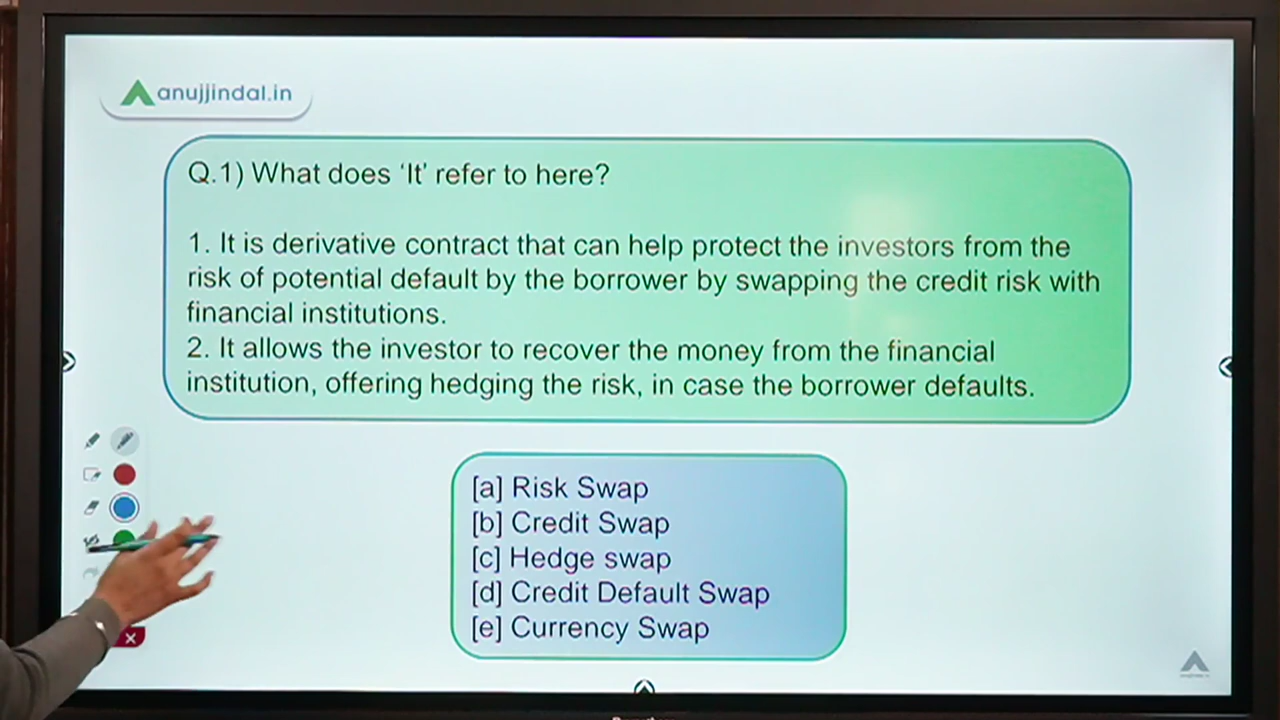 anujjindal.in
Q.1) What does ‘It’ refer to here?
1. It is derivative contract that can help protect the investors from the
risk of potential default by the borrower by swapping the credit risk with
financial institutions.
2. It allows the investor to recover the money from the financial
institution, offering hedging the risk, in case the borrower defaults.
[a] Risk Swap
[b] Credit Swap
[c] Hedge swap
[d] Credit Default Swap
[e] Currency Swap